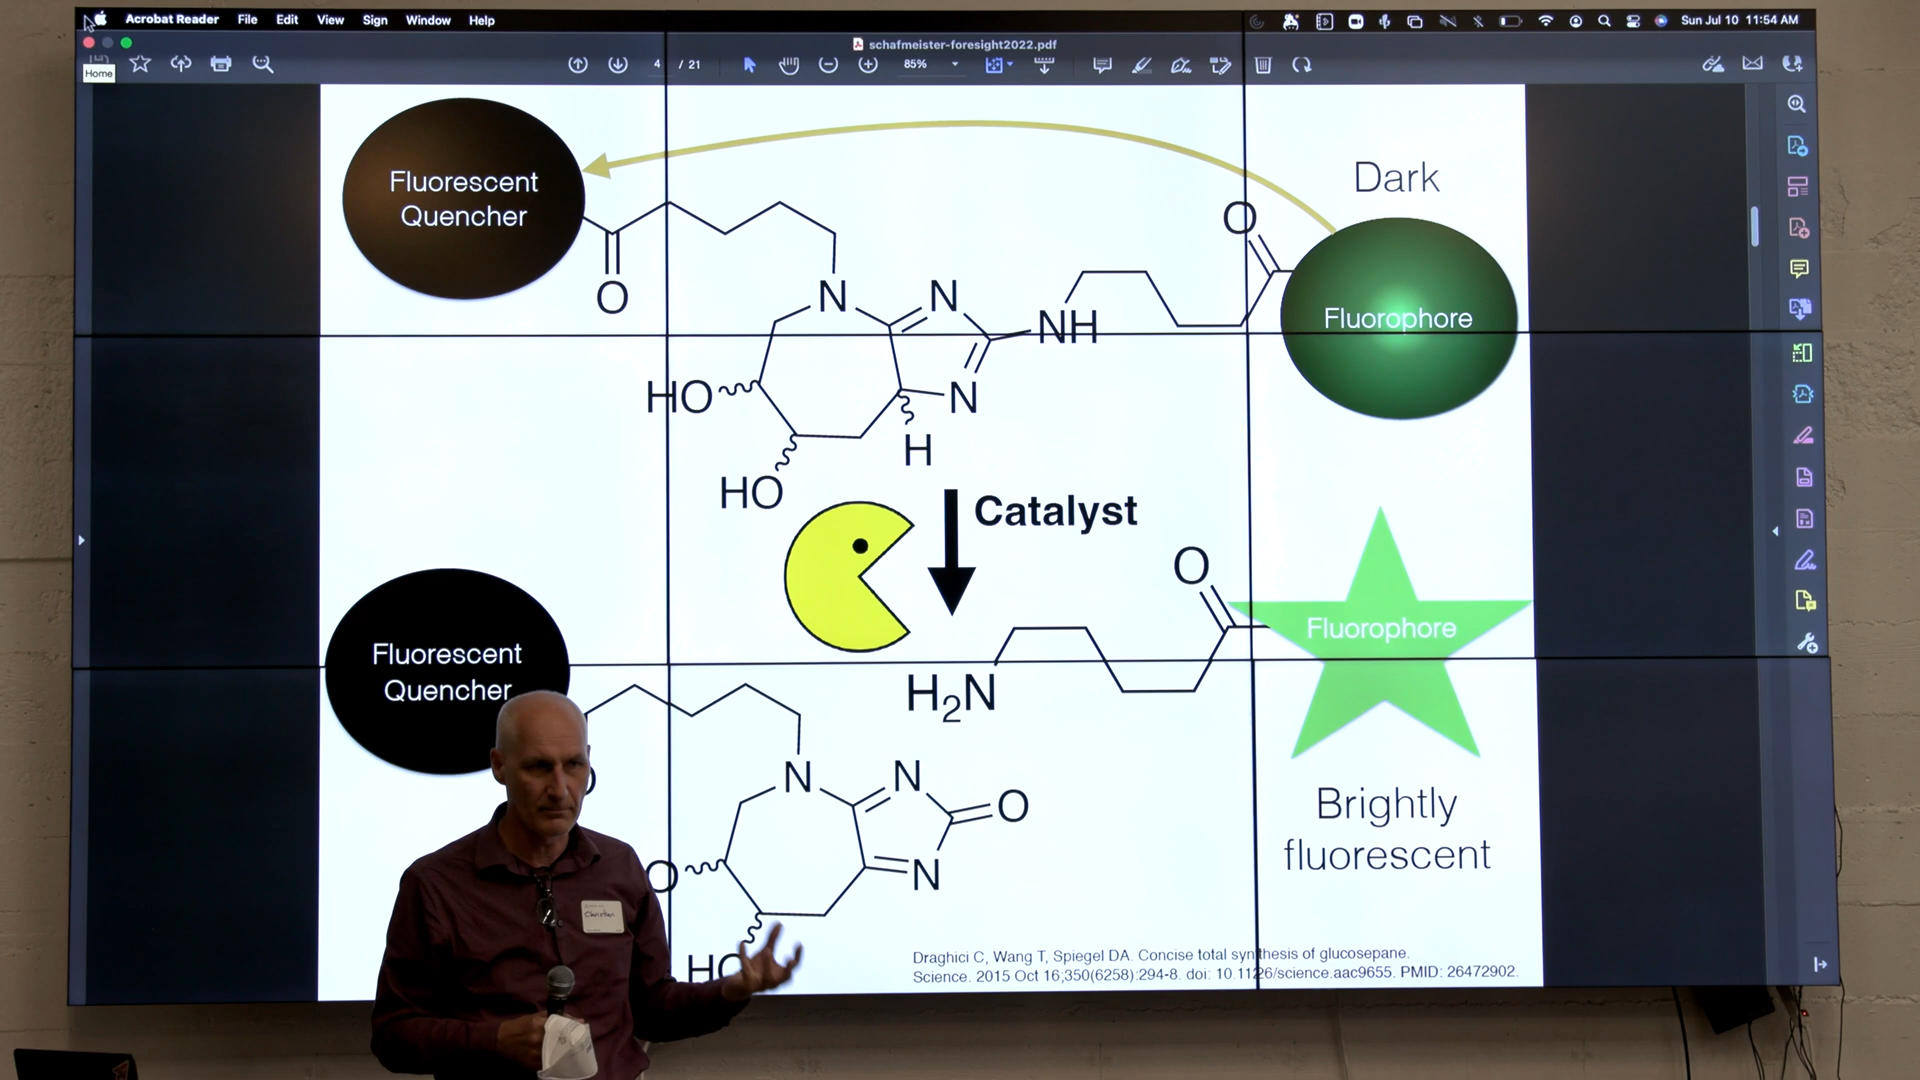 Acrobat Reader File Edit View Sign Window Help Sun Jul 10 11:54 AM
schafmeister-foresight2022.pdf
Home
4 / 21
85%
Fluorescent
Quencher
Dark
O
O
Fluorophore
N
N
NH
N
HO
H
HO
Catalyst
O
Fluorophore
Fluorescent
Quencher
H2N
N
N
O
N
O
HO
Brightly
fluorescent
Christian
Draghici C, Wang T, Spiegel DA. Concise total synthesis of glucosepane.
Science. 2015 Oct 16;350(6258):294-8. doi: 10.1126/science.aac9655. PMID: 26472902.